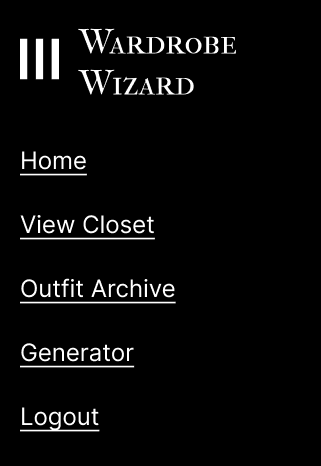 Wardrobe
Wizard
Home
View Closet
Outfit Archive
Generator
Logout